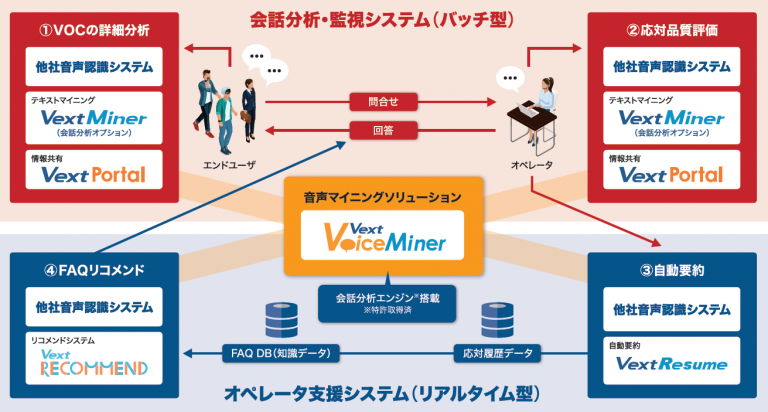 会話分析・監視システム（バッチ型）
①VOCの詳細分析
他社音声認識システム
テキストマイニング
VextMiner
（会話分析オプション）
情報共有
Vext Portal
エンドユーザ
問合せ
回答
オペレータ
②応対品質評価
他社音声認識システム
テキストマイニング
VextMiner
（会話分析オプション）
情報共有
Vext Portal
音声マイニングソリューション
Vext
VoiceMiner
会話分析エンジン※搭載
※特許取得済
④FAQリコメンド
他社音声認識システム
リコメンドシステム
Vext
RECOMMEND
FAQ DB（知識データ）
応対履歴データ
③自動要約
他社音声認識システム
自動要約
VextResume
オペレータ支援システム（リアルタイム型）